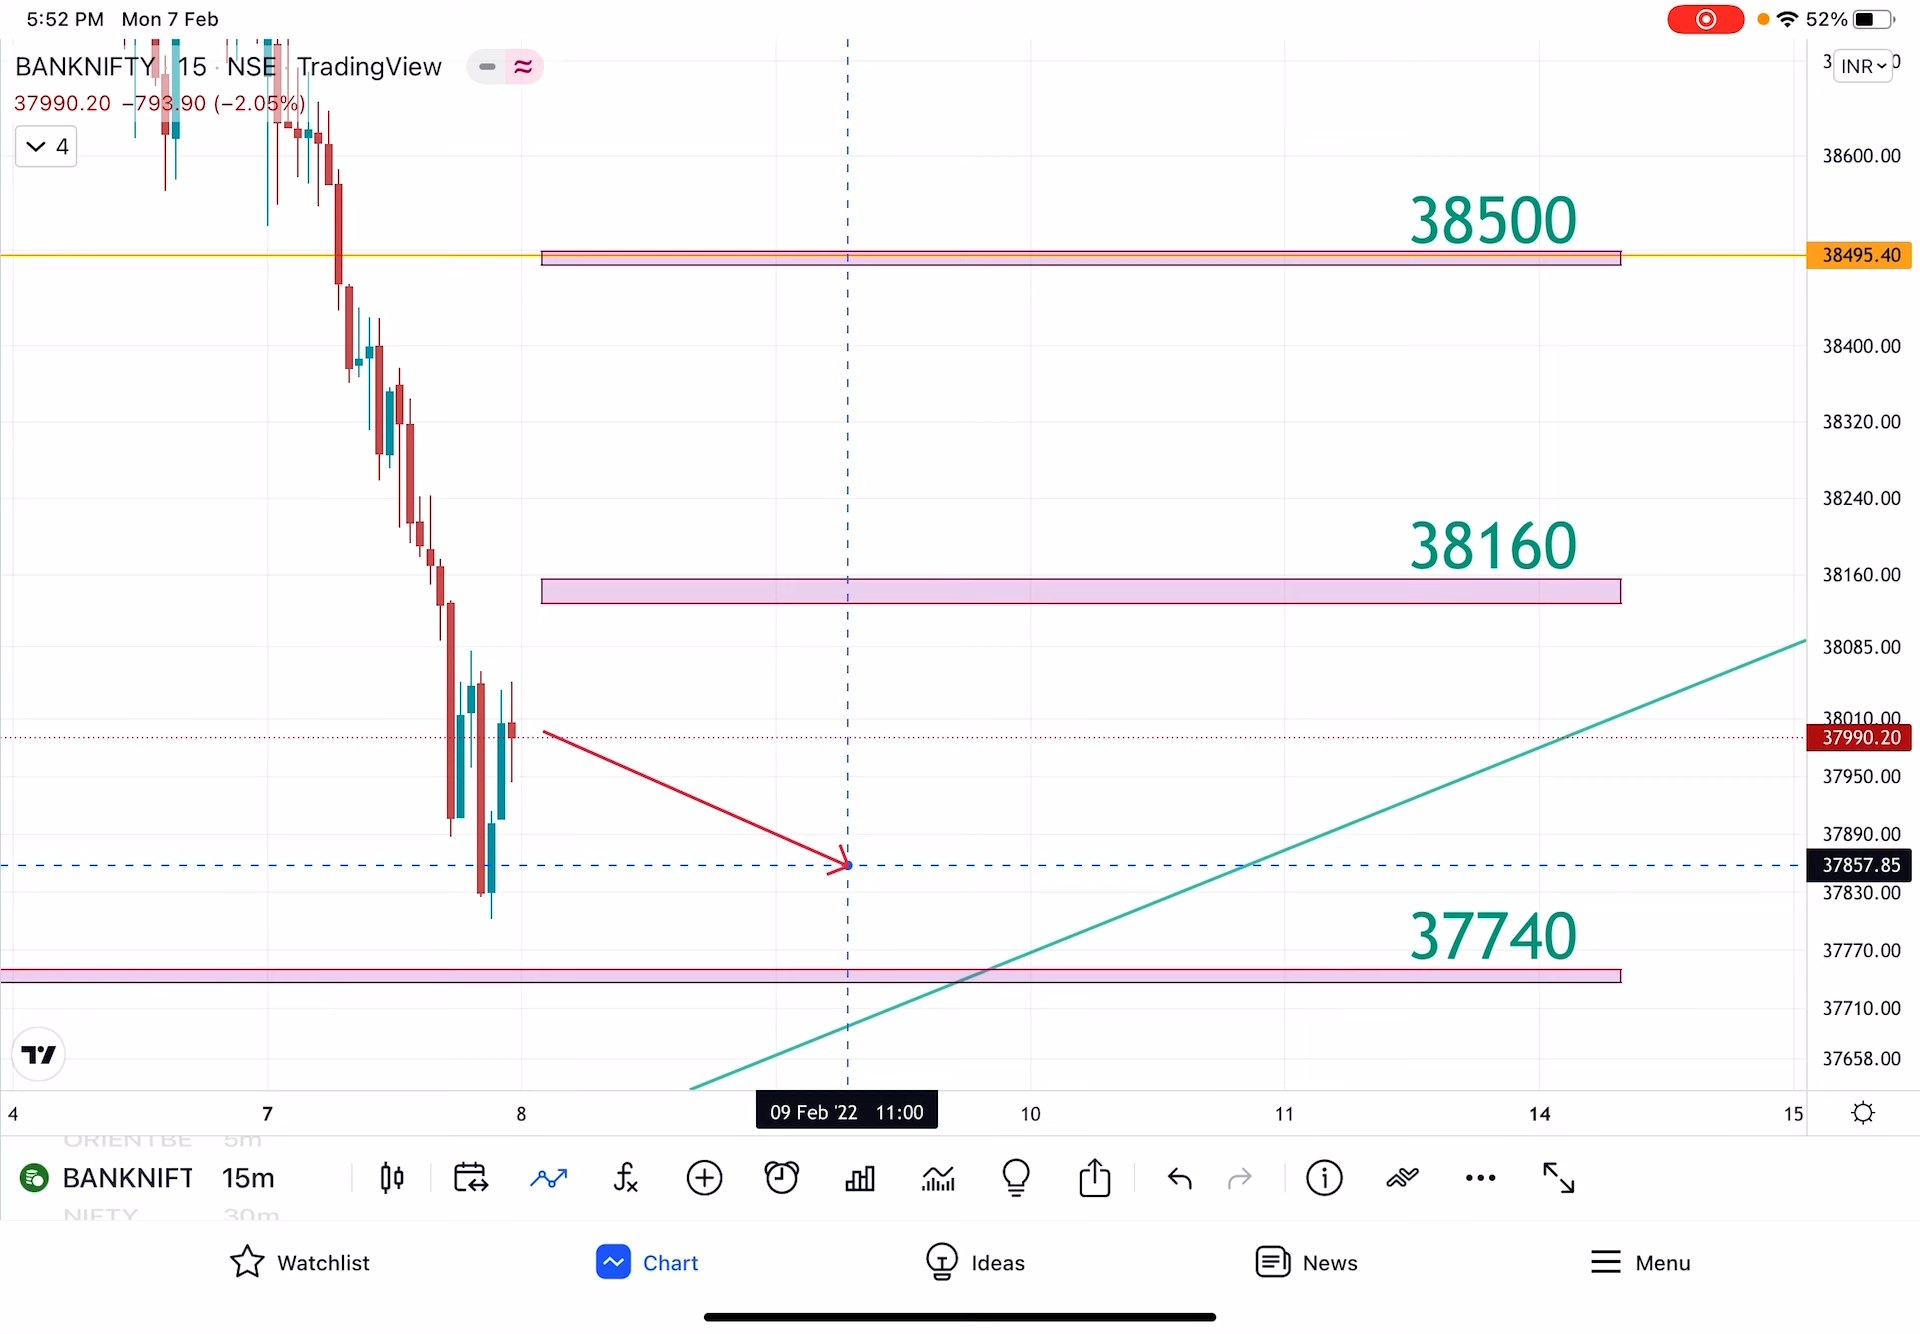 5:52 PM Mon 7 Feb
52%
BANKNIFTY · 15 · NSE · TradingView
INR
37990.20 −793.90 (−2.05%)
4
38600.00
38500
38495.40
38400.00
38320.00
38240.00
38160
38160.00
38085.00
38010.00
37990.20
37950.00
37890.00
37857.85
37830.00
37740
37770.00
37710.00
37658.00
4 7 8 09 Feb '22 11:00 10 11 14 15
ORIENTBE 5m
BANKNIFT 15m
NIFTY 30m
Watchlist Chart Ideas News Menu